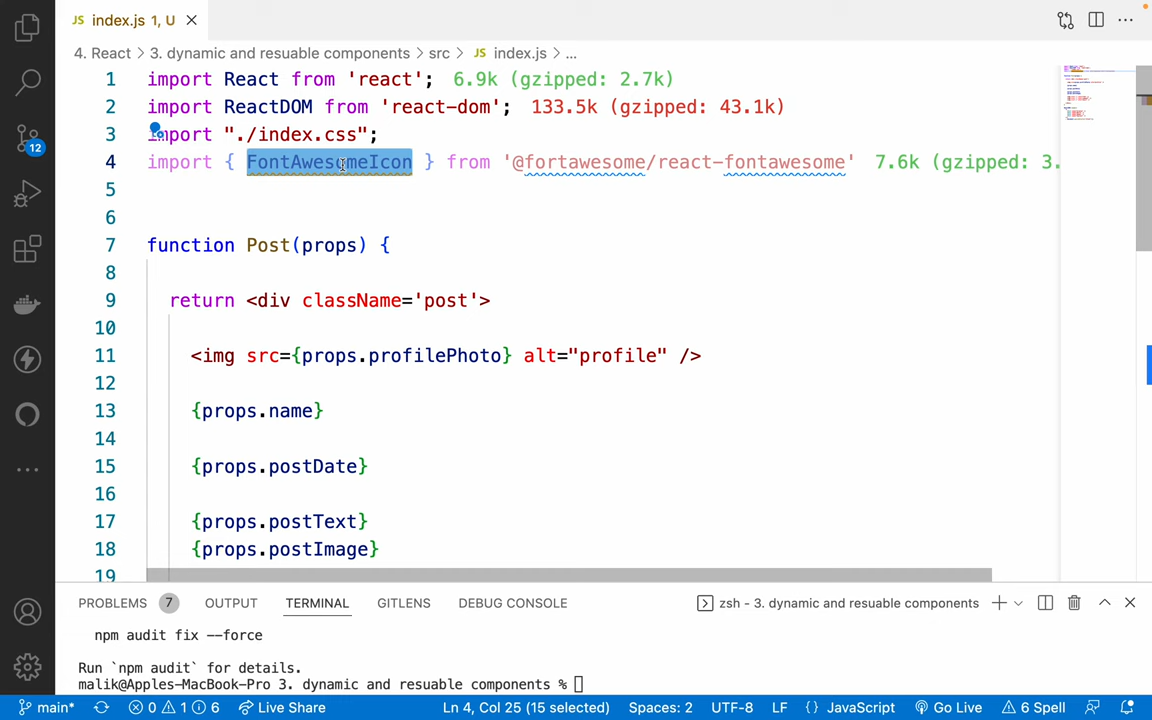 JS index.js 1, U
4. React > 3. dynamic and resuable components > src > JS index.js > ...
1 import React from 'react'; 6.9k (gzipped: 2.7k)
2 import ReactDOM from 'react-dom'; 133.5k (gzipped: 43.1k)
3 import "./index.css";
4 import { FontAwesomeIcon } from '@fortawesome/react-fontawesome' 7.6k (gzipped: 3.
5
6
7 function Post(props) {
8
9 return <div className='post'>
10
11 <img src={props.profilePhoto} alt="profile" />
12
13 {props.name}
14
15 {props.postDate}
16
17 {props.postText}
18 {props.postImage}
19
12
PROBLEMS 7 OUTPUT TERMINAL GITLENS DEBUG CONSOLE zsh - 3. dynamic and resuable components
npm audit fix --force
Run `npm audit` for details.
malik@Apples-MacBook-Pro 3. dynamic and resuable components %
main* 0 1 6 Live Share Ln 4, Col 25 (15 selected) Spaces: 2 UTF-8 LF {} JavaScript Go Live 6 Spell